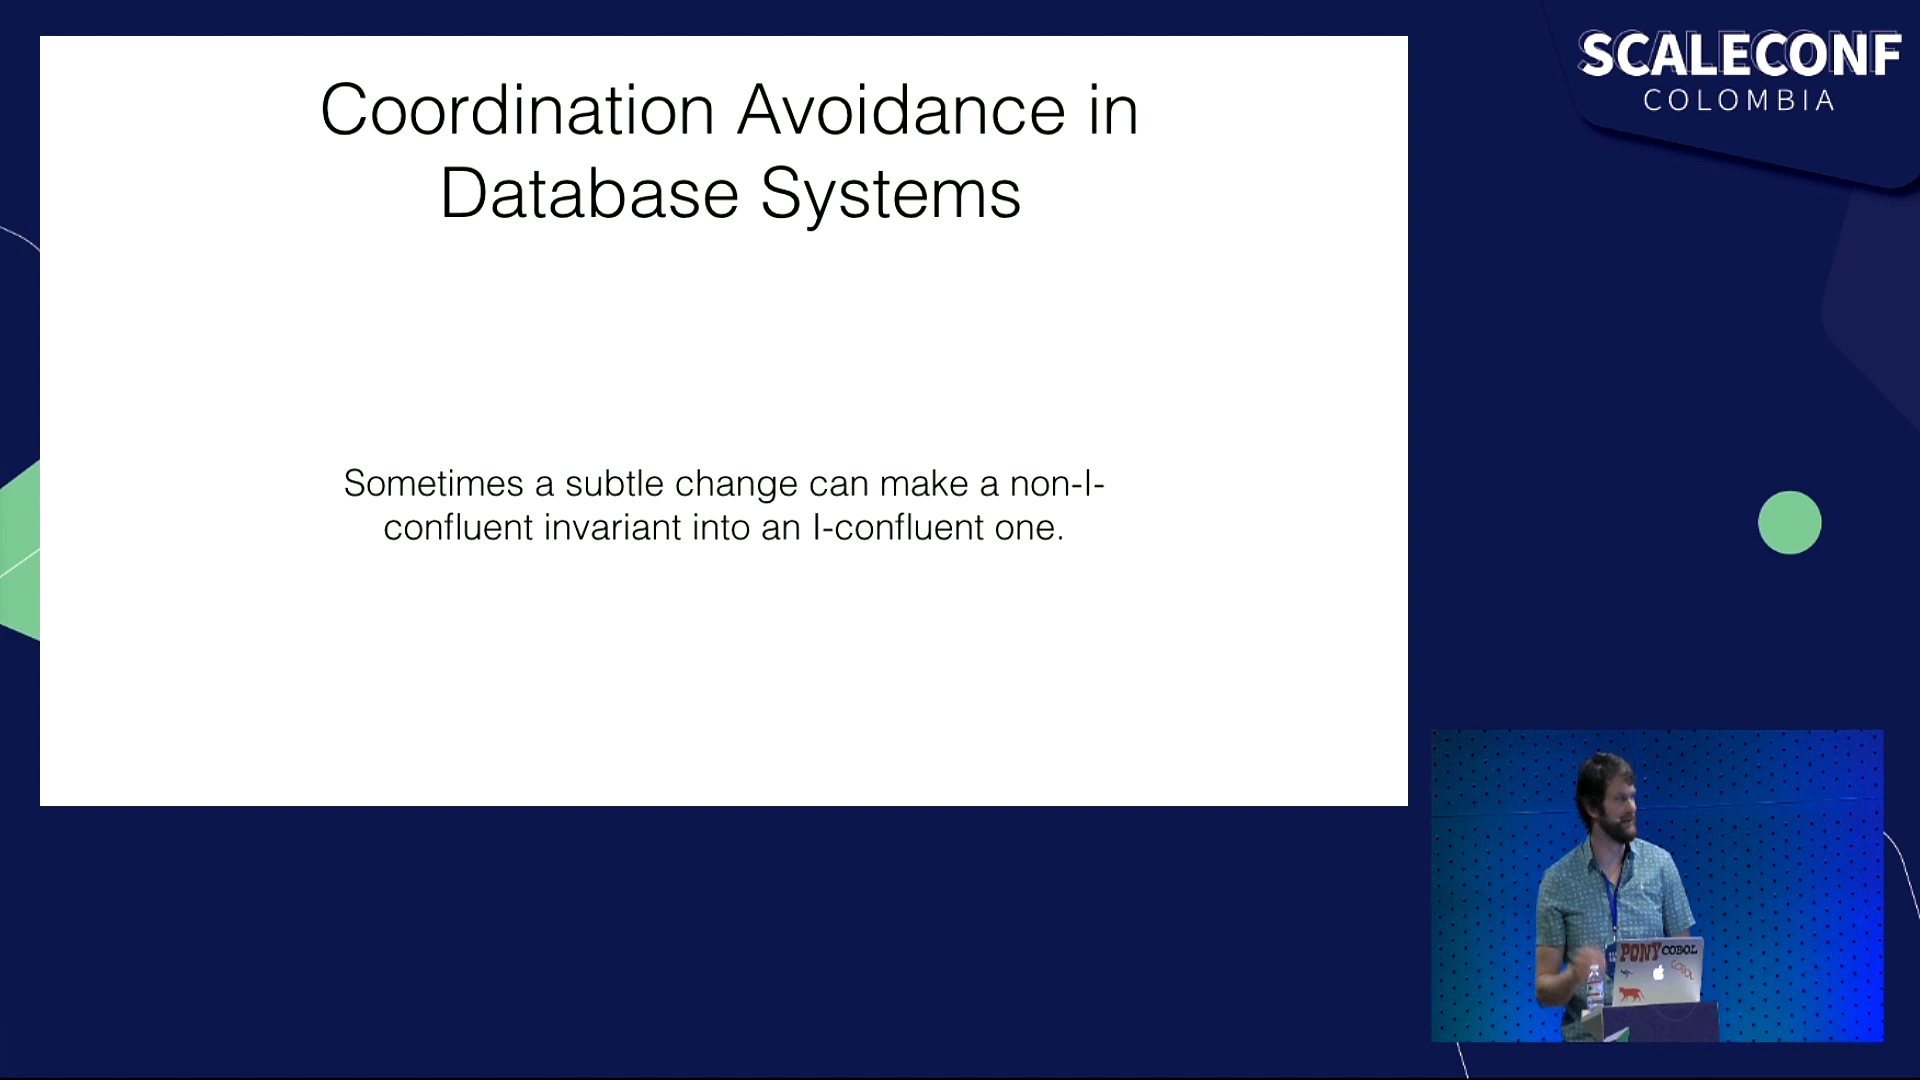 Coordination Avoidance in
Database Systems
Sometimes a subtle change can make a non-I-
confluent invariant into an I-confluent one.
SCALECONF
COLOMBIA
PONY
COBOL